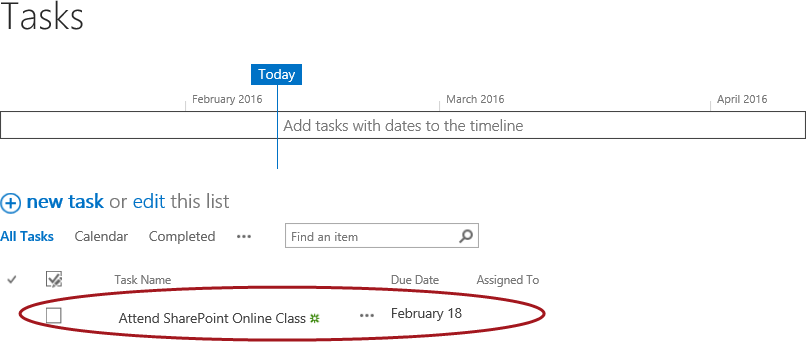 Tasks
Today
February 2016 March 2016 April 2016
Add tasks with dates to the timeline
new task or edit this list
All Tasks Calendar Completed ••• Find an item
Task Name Due Date Assigned To
Attend SharePoint Online Class ••• February 18